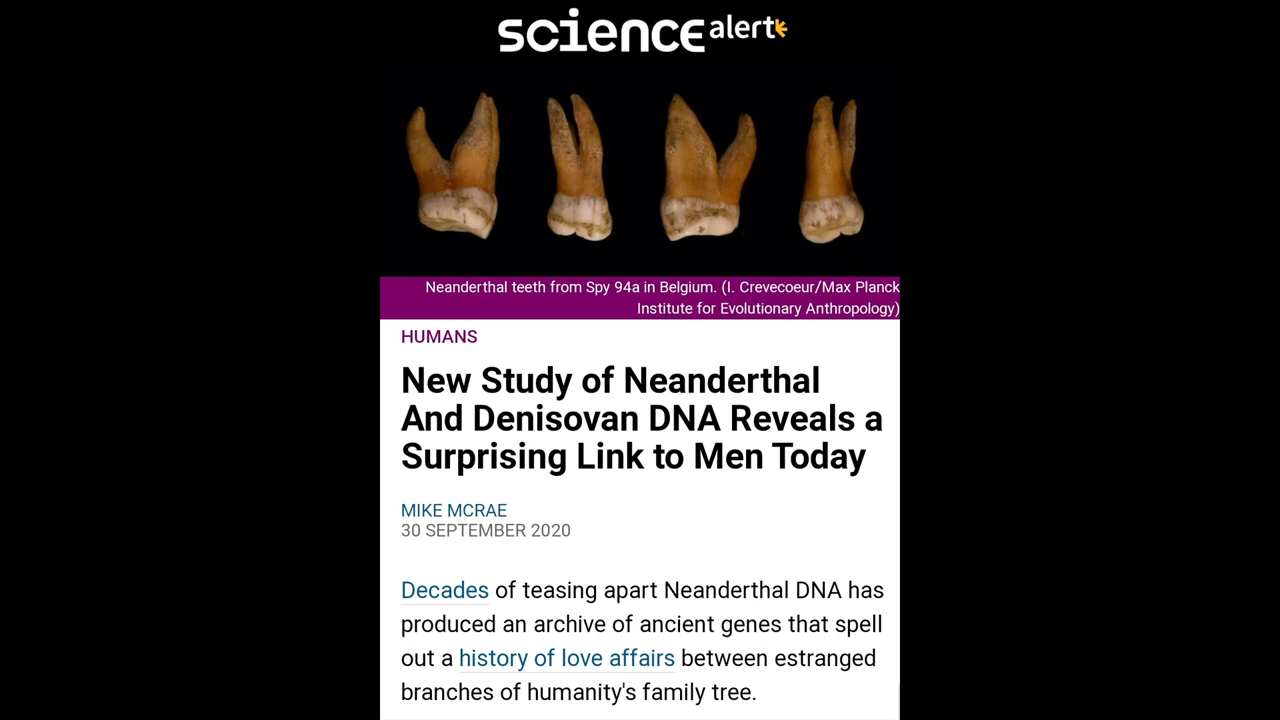 science alert
Neanderthal teeth from Spy 94a in Belgium. (I. Crevecoeur/Max Planck
Institute for Evolutionary Anthropology)
HUMANS
New Study of Neanderthal
And Denisovan DNA Reveals a
Surprising Link to Men Today
MIKE MCRAE
30 SEPTEMBER 2020
Decades of teasing apart Neanderthal DNA has
produced an archive of ancient genes that spell
out a history of love affairs between estranged
branches of humanity's family tree.